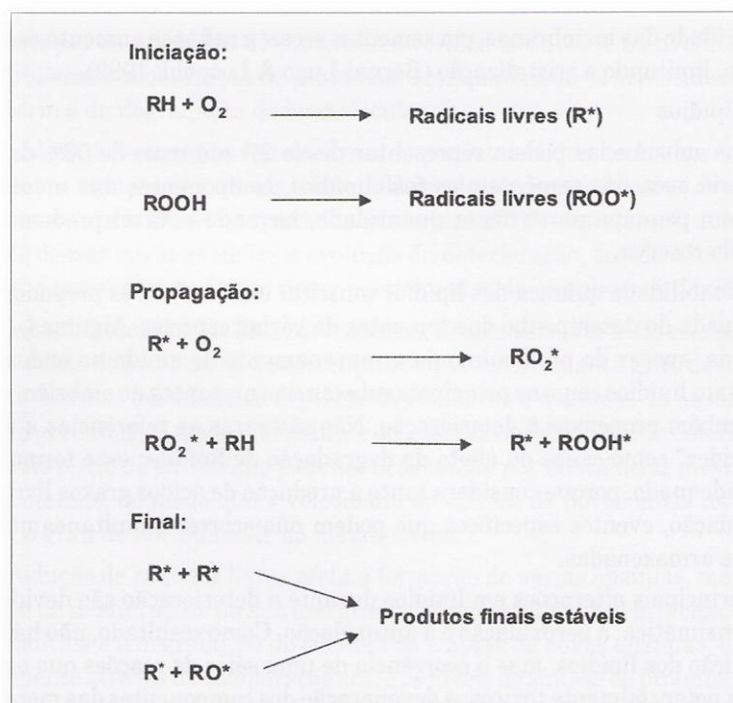 Iniciação:
RH + O₂ → Radicais livres (R*)
ROOH → Radicais livres (ROO*)
Propagação:
R* + O₂ → RO₂*
RO₂* + RH → R* + ROOH*
Final:
R* + R*
Produtos finais estáveis
R* + RO*